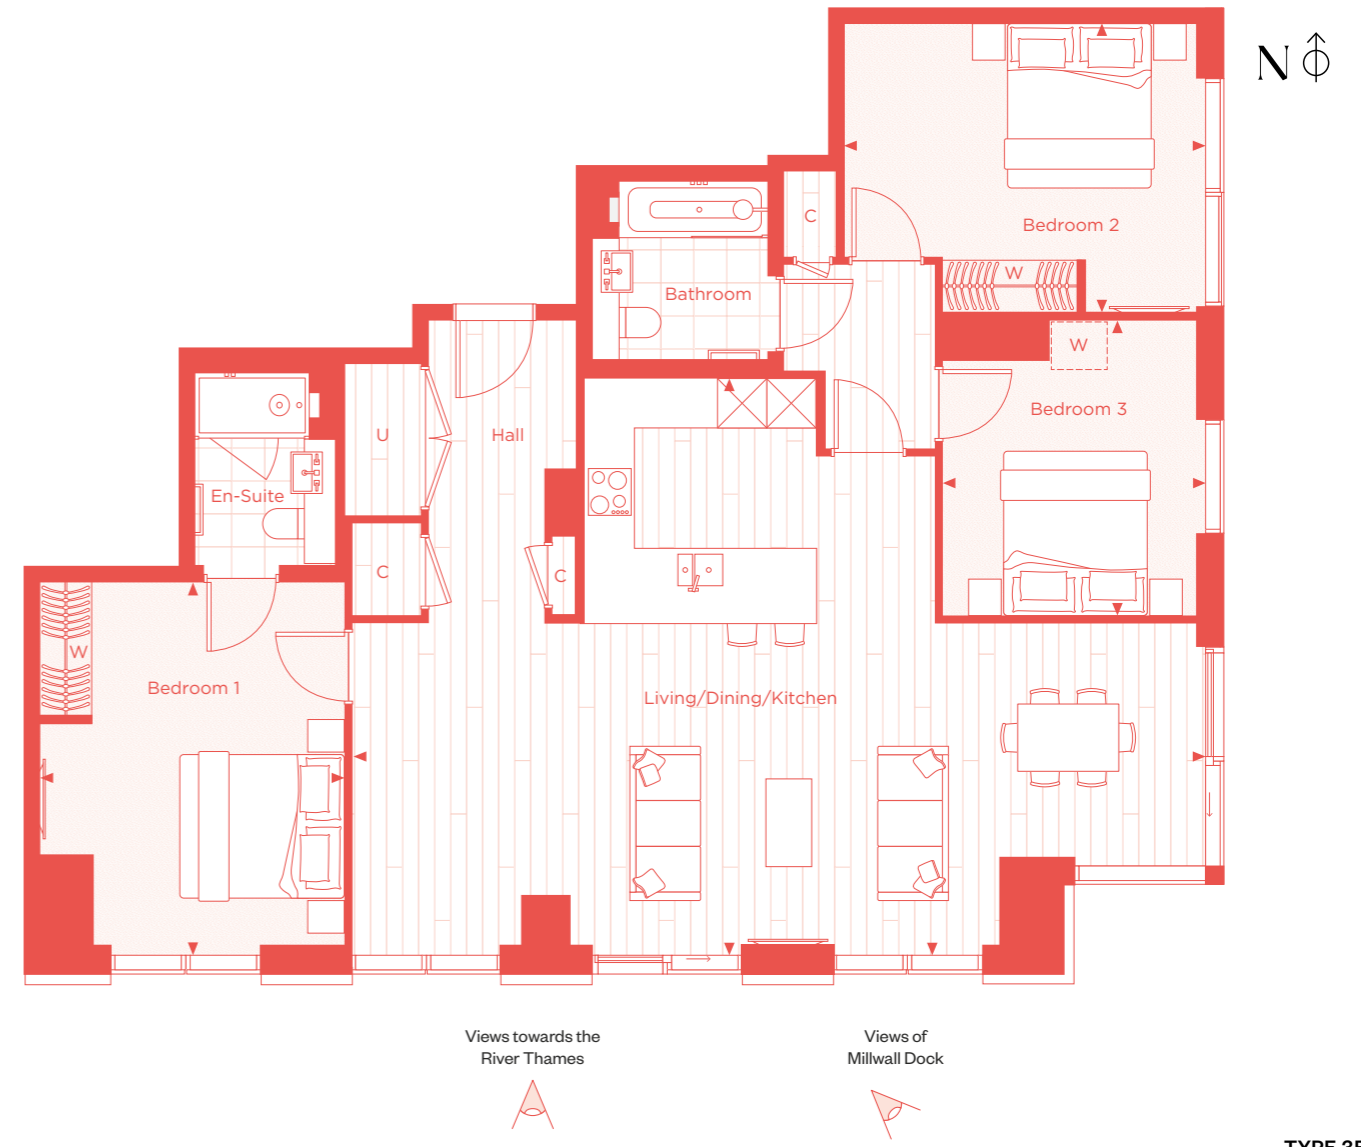 N
Bedroom 2
C
W
Bathroom
W
Bedroom 3
U
Hall
En-Suite
C
C
W
Bedroom 1
Living/Dining/Kitchen
Views towards the
River Thames
Views of
Millwall Dock